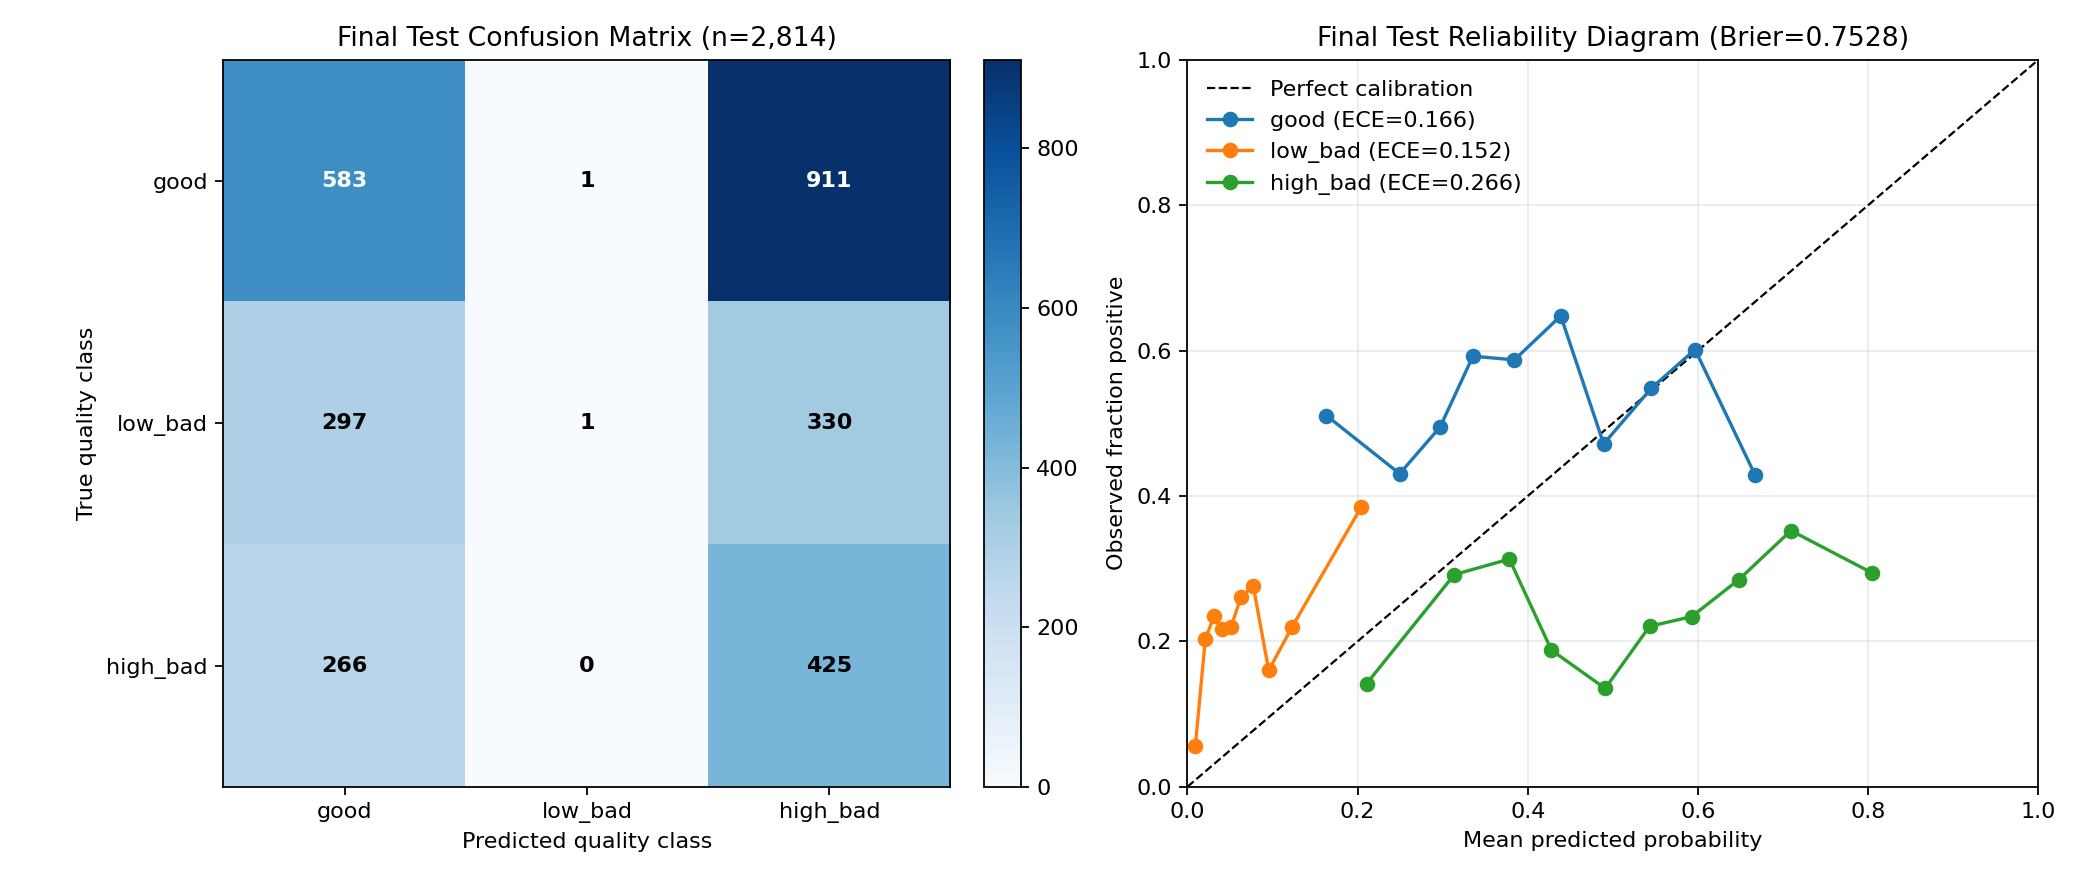 Final Test Confusion Matrix (n=2,814)
True quality class
good
low_bad
high_bad
583 1 911
297 1 330
266 0 425
good low_bad high_bad
Predicted quality class
800
600
400
200
0
Final Test Reliability Diagram (Brier=0.7528)
Perfect calibration
good (ECE=0.166)
low_bad (ECE=0.152)
high_bad (ECE=0.266)
Observed fraction positive
1.0
0.8
0.6
0.4
0.2
0.0
0.0 0.2 0.4 0.6 0.8 1.0
Mean predicted probability